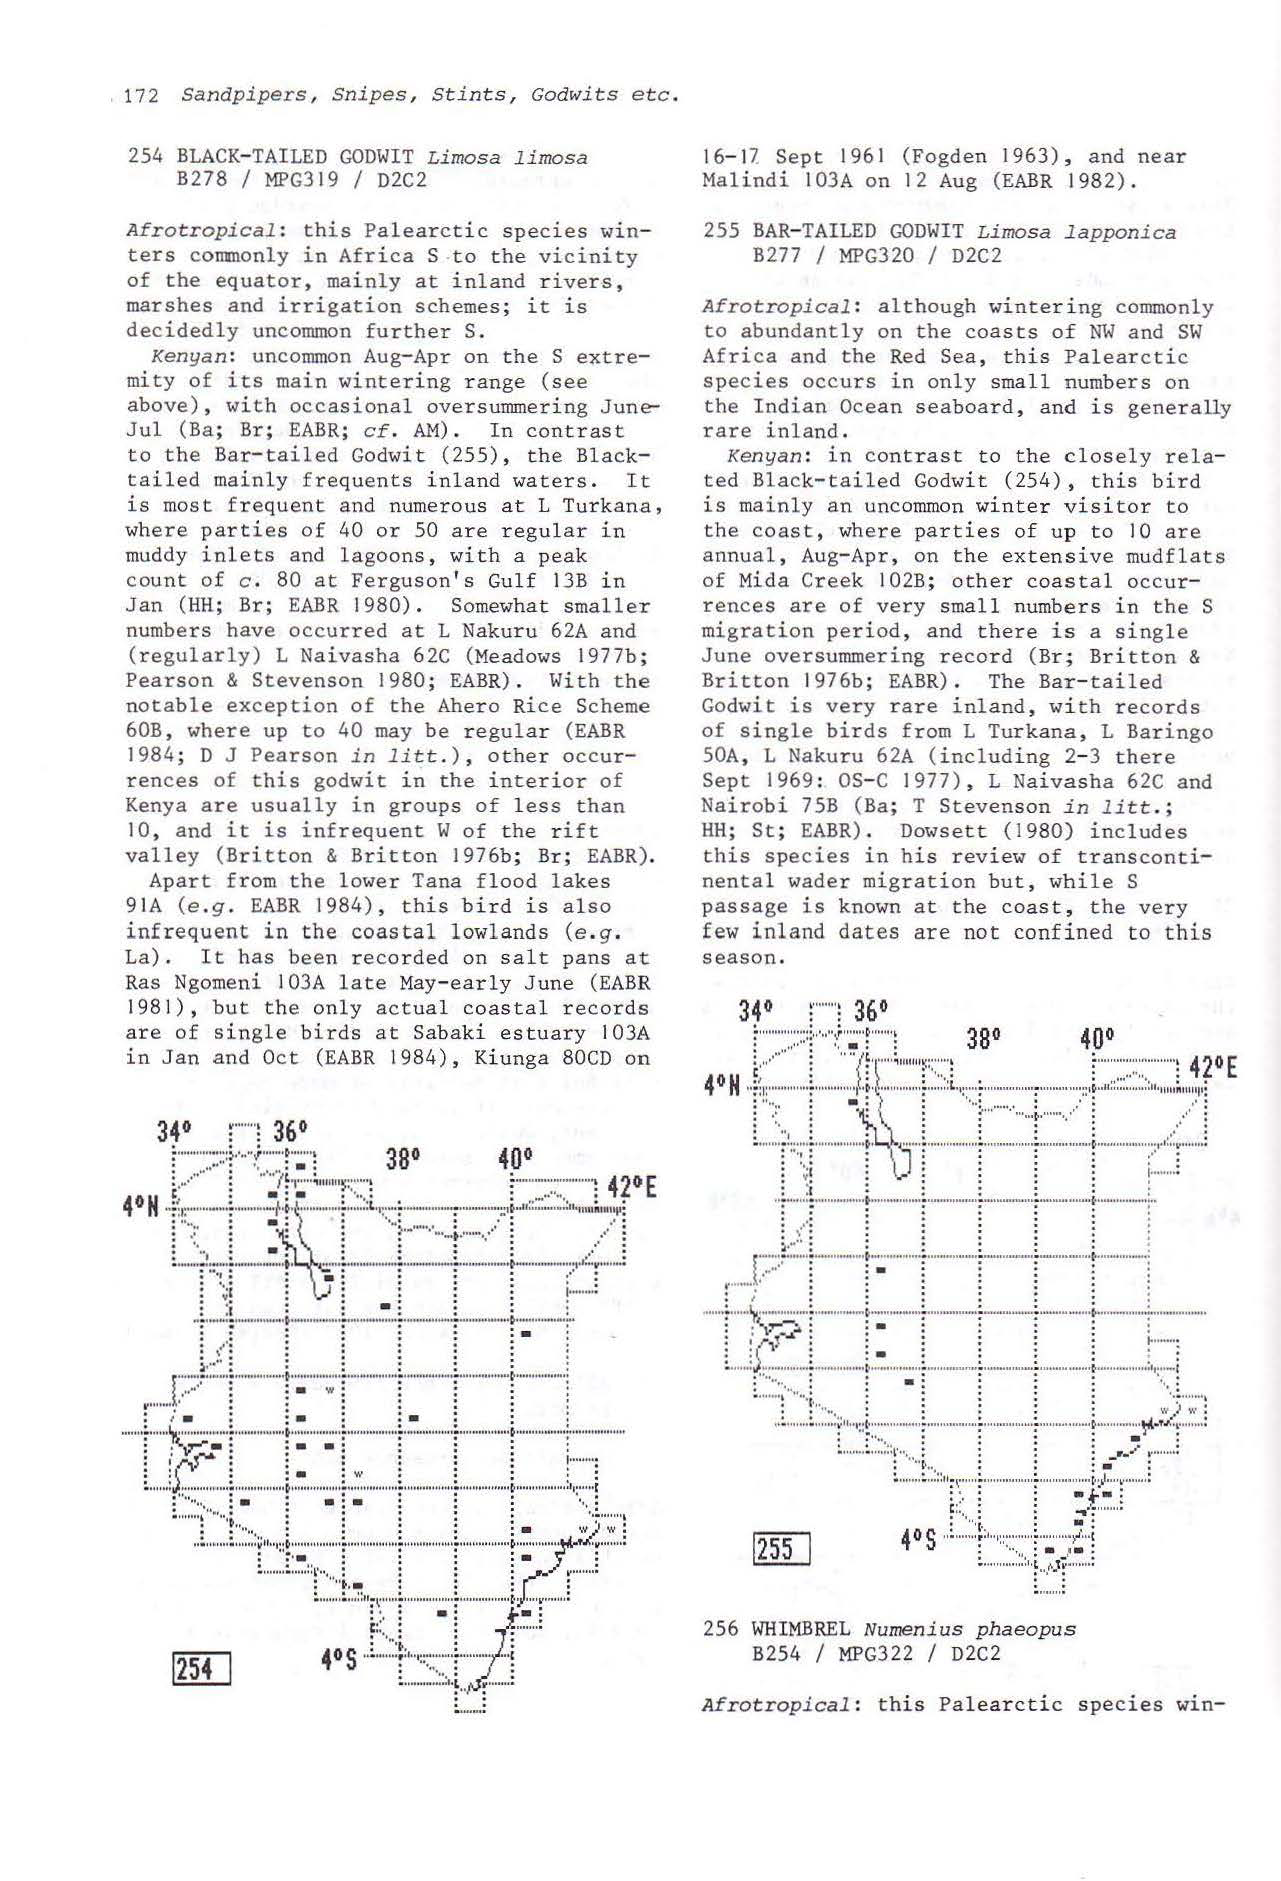 172 Sandpipers, Snipes, Stints, Godwits etc.
254 BLACK-TAILED GODWIT Limosa limosa
B278 / MPG319 / D2C2
Afrotropical: this Palearctic species win-
ters commonly in Africa S to the vicinity
of the equator, mainly at inland rivers,
marshes and irrigation schemes; it is
decidedly uncommon further S.
Kenyan: uncommon Aug-Apr on the S extre-
mity of its main wintering range (see
above), with occasional oversummering June-
Jul (Ba; Br; EABR; cf. AM). In contrast
to the Bar-tailed Godwit (255), the Black-
tailed mainly frequents inland waters. It
is most frequent and numerous at L Turkana,
where parties of 40 or 50 are regular in
muddy inlets and lagoons, with a peak
count of c. 80 at Ferguson's Gulf 13B in
Jan (HH; Br; EABR 1980). Somewhat smaller
numbers have occurred at L Nakuru 62A and
(regularly) L Naivasha 62C (Meadows 1977b;
Pearson & Stevenson 1980; EABR). With the
notable exception of the Ahero Rice Scheme
60B, where up to 40 may be regular (EABR
1984; D J Pearson in litt.), other occur-
rences of this godwit in the interior of
Kenya are usually in groups of less than
10, and it is infrequent W of the rift
valley (Britton & Britton 1976b; Br; EABR).
Apart from the lower Tana flood lakes
91A (e.g. EABR 1984), this bird is also
infrequent in the coastal lowlands (e.g.
La). It has been recorded on salt pans at
Ras Ngomeni 103A late May-early June (EABR
1981), but the only actual coastal records
are of single birds at Sabaki estuary 103A
in Jan and Oct (EABR 1984), Kiunga 80CD on
34° 36°
38° 40°
42°E
4°N
w
w
w w
4°S
254
16-17 Sept 1961 (Fogden 1963), and near
Malindi 103A on 12 Aug (EABR 1982).
255 BAR-TAILED GODWIT Limosa lapponica
B277 / MPG320 / D2C2
Afrotropical: although wintering commonly
to abundantly on the coasts of NW and SW
Africa and the Red Sea, this Palearctic
species occurs in only small numbers on
the Indian Ocean seaboard, and is generally
rare inland.
Kenyan: in contrast to the closely rela-
ted Black-tailed Godwit (254), this bird
is mainly an uncommon winter visitor to
the coast, where parties of up to 10 are
annual, Aug-Apr, on the extensive mudflats
of Mida Creek 102B; other coastal occur-
rences are of very small numbers in the S
migration period, and there is a single
June oversummering record (Br; Britton &
Britton 1976b; EABR). The Bar-tailed
Godwit is very rare inland, with records
of single birds from L Turkana, L Baringo
50A, L Nakuru 62A (including 2-3 there
Sept 1969: OS-C 1977), L Naivasha 62C and
Nairobi 75B (Ba; T Stevenson in litt.;
HH; St; EABR). Dowsett (1980) includes
this species in his review of transconti-
nental wader migration but, while S
passage is known at the coast, the very
few inland dates are not confined to this
season.
34° 36°
38° 40°
42°E
4°N
w w
4°S
255
256 WHIMBREL Numenius phaeopus
B254 / MPG322 / D2C2
Afrotropical: this Palearctic species win-